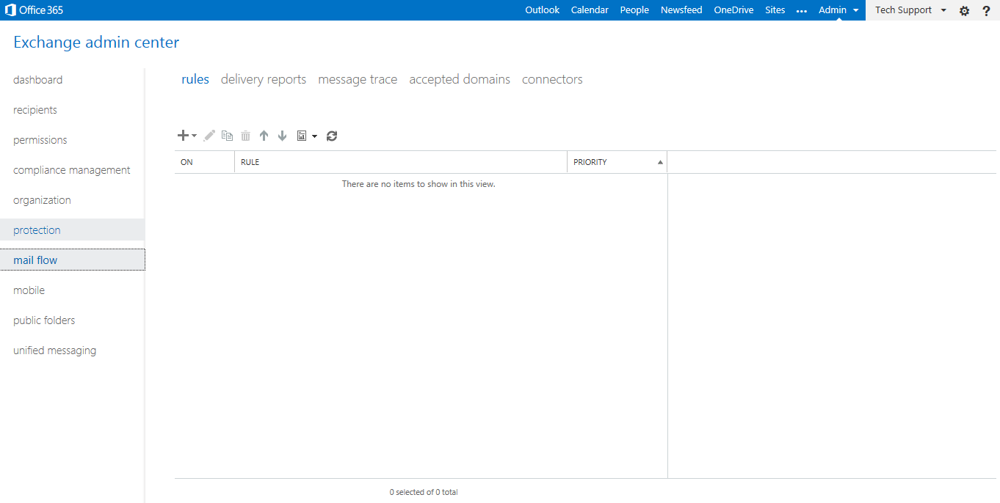 Office 365 Outlook Calendar People Newsfeed OneDrive Sites ... Admin Tech Support ?
Exchange admin center
dashboard
recipients
permissions
compliance management
organization
protection
mail flow
mobile
public folders
unified messaging
rules delivery reports message trace accepted domains connectors
ON RULE PRIORITY
There are no items to show in this view.
0 selected of 0 total